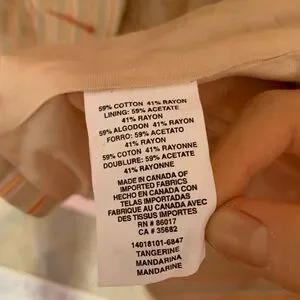 59% COTTON 41% RAYON
LINING: 59% ACETATE
41% RAYON
59% ALGODON 41% RAYON
FORRO: 59% ACETATO
41% RAYON
59% COTON 41% RAYONNE
DOUBLURE: 59% ACETATE
41% RAYONNE
MADE IN CANADA OF
IMPORTED FABRICS
HECHO EN CANADA CON
TELAS IMPORTADAS
FABRIQUE AU CANADA AVEC
DES TISSUS IMPORTES
RN # 86017
CA # 35682
14018101-6847
TANGERINE
MANDARINA
MANDARINE